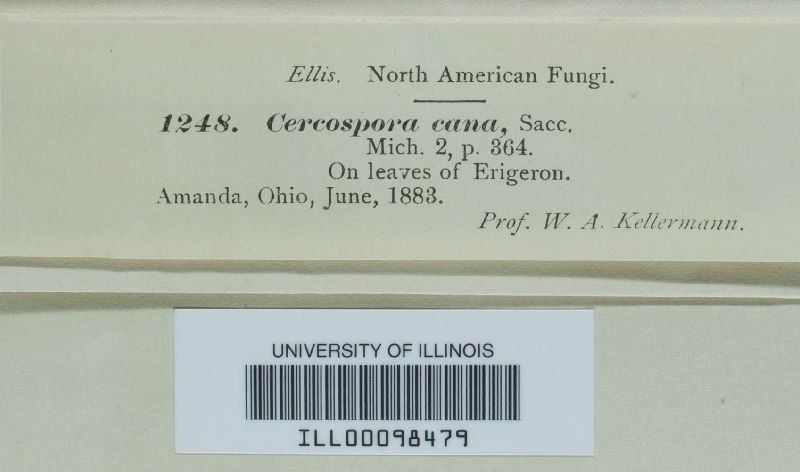 Ellis. North American Fungi.
1248. Cercospora cana, Sacc.
Mich. 2, p. 364.
On leaves of Erigeron.
Amanda, Ohio, June, 1883.
Prof. W. A. Kellermann.
UNIVERSITY OF ILLINOIS
ILL00098479